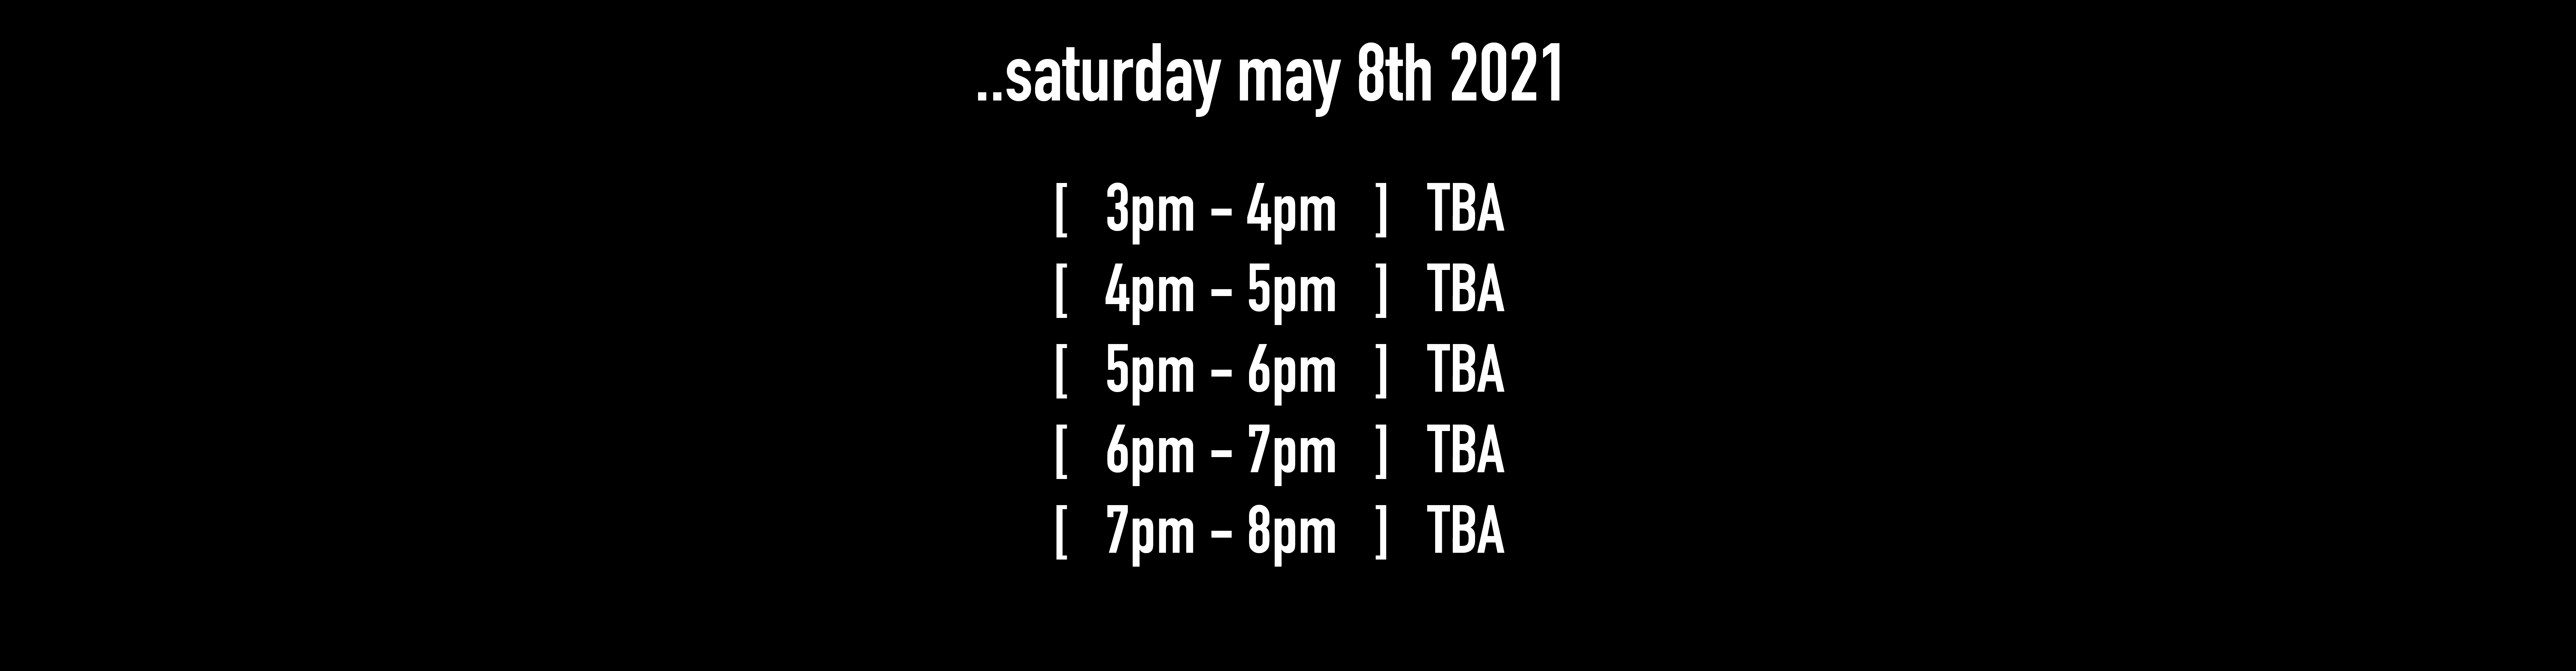 ..saturday may 8th 2021
[ 3pm – 4pm ] TBA
[ 4pm – 5pm ] TBA
[ 5pm – 6pm ] TBA
[ 6pm – 7pm ] TBA
[ 7pm – 8pm ] TBA